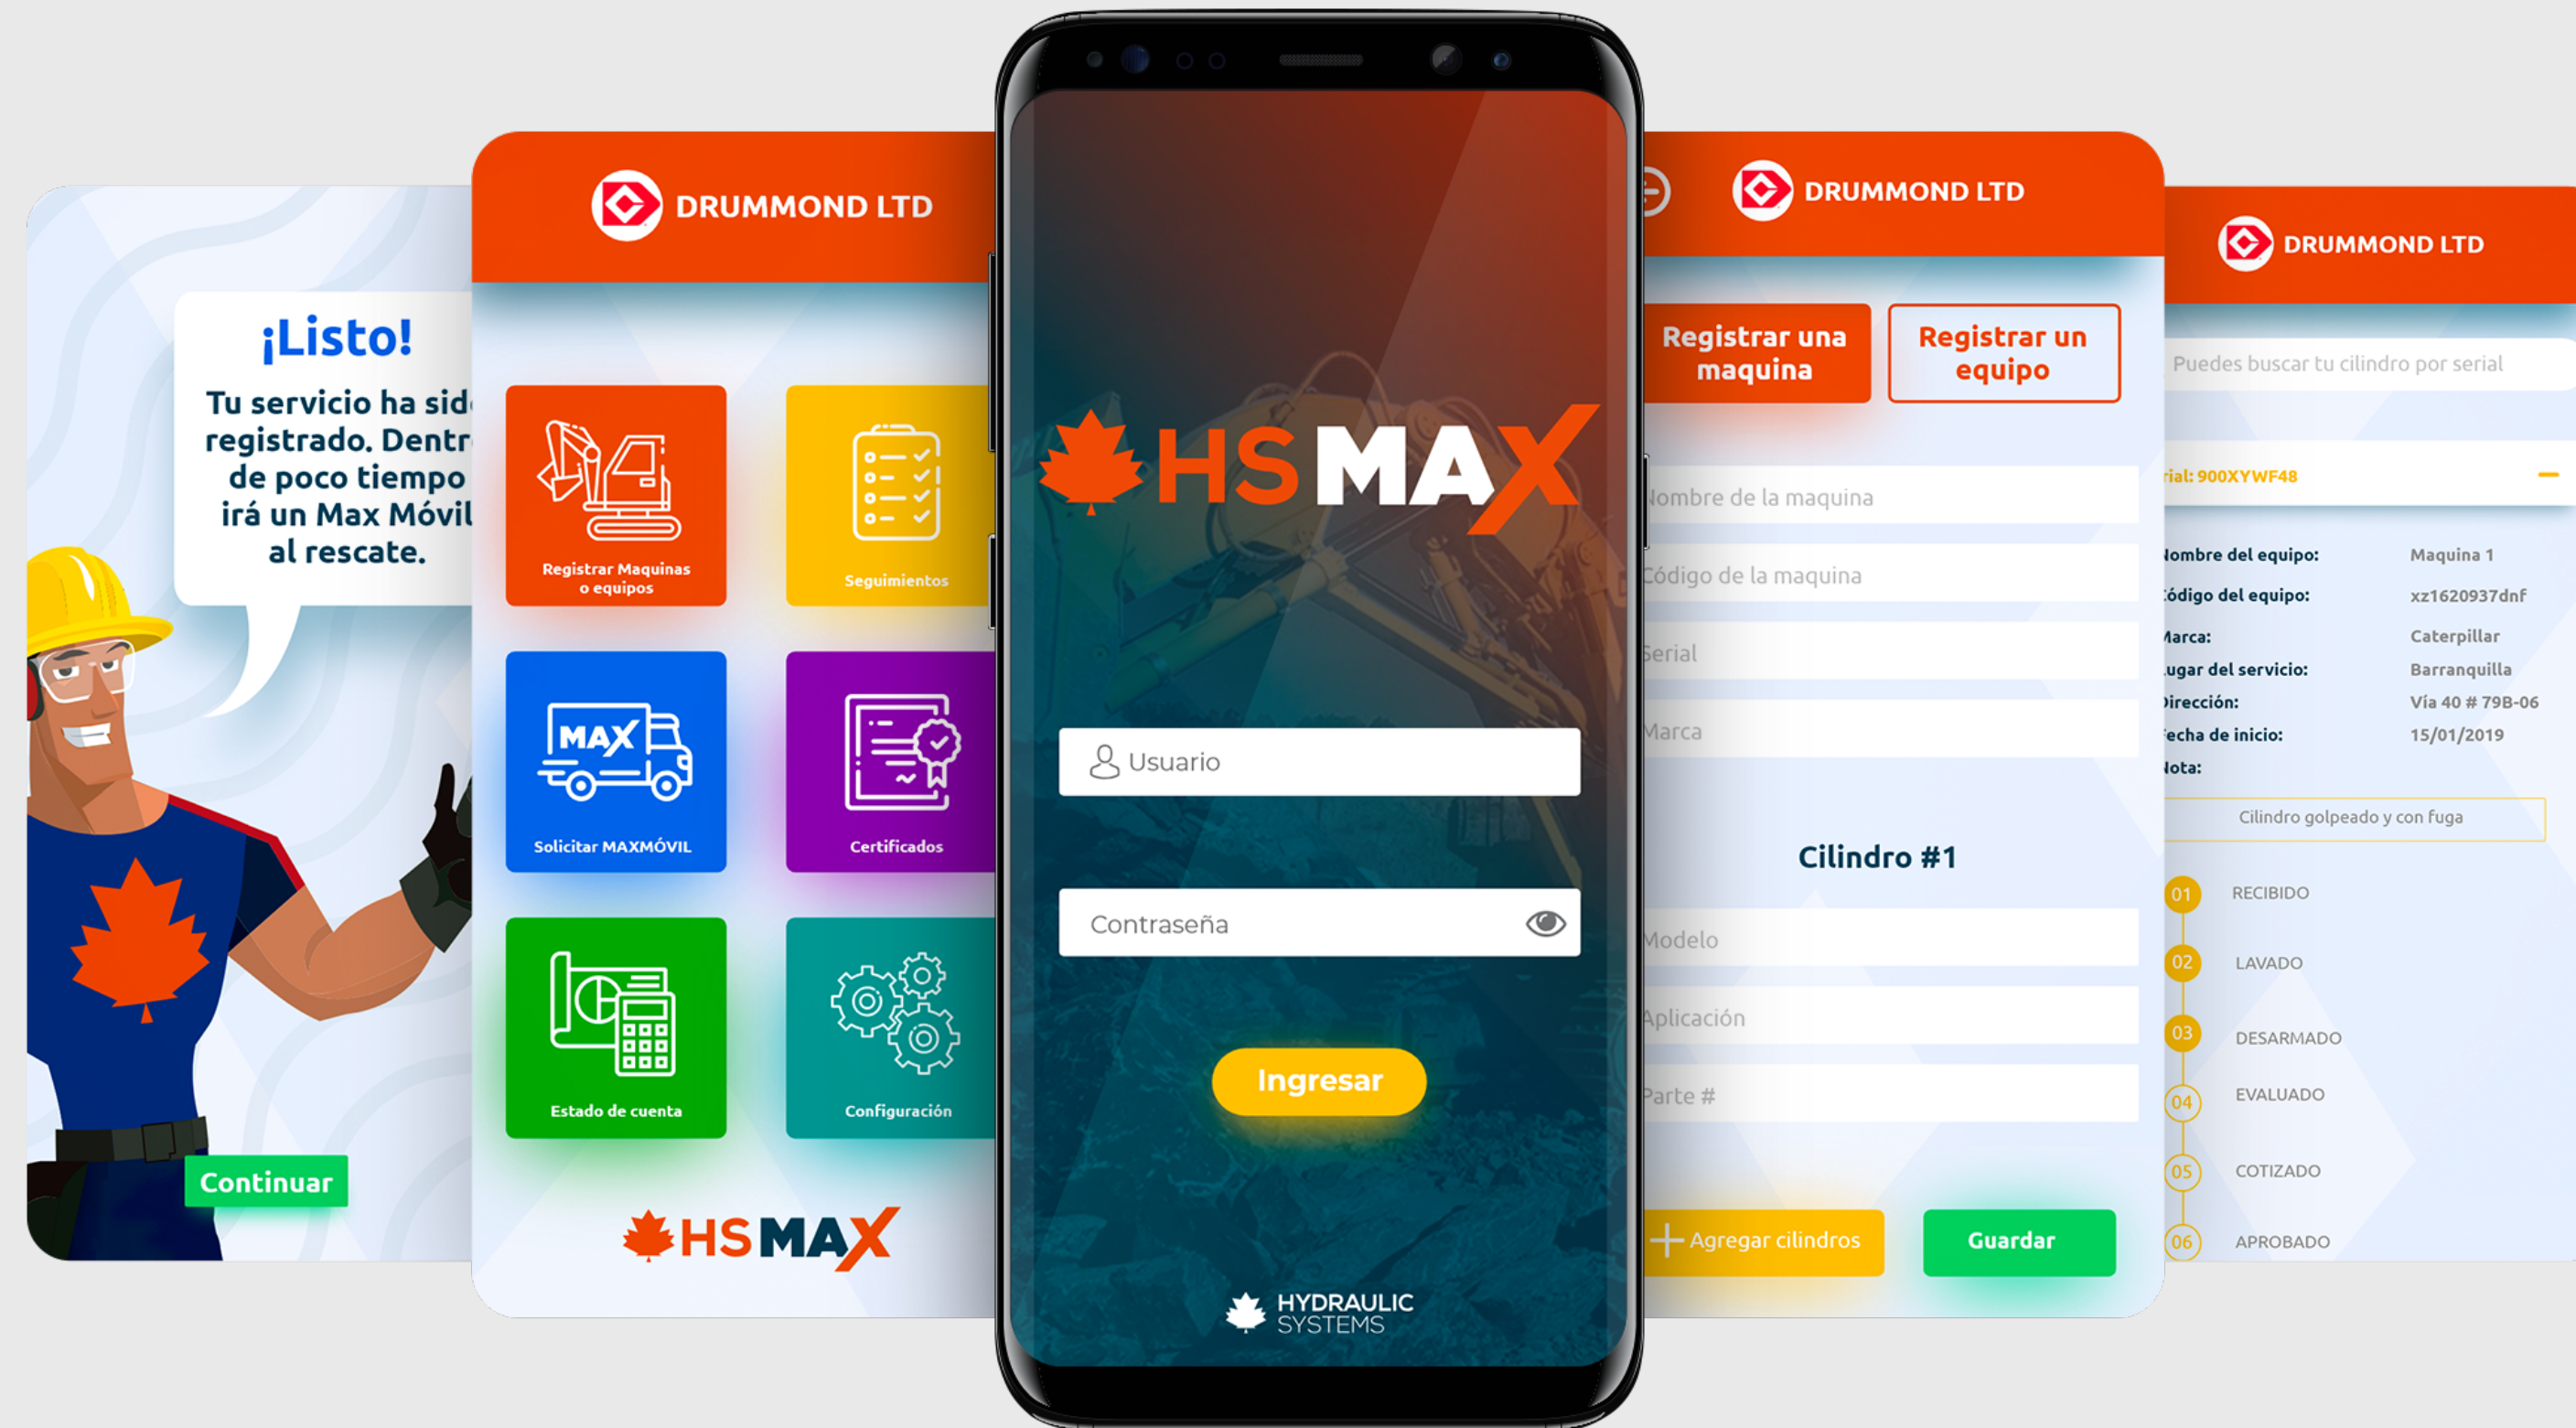 ¡Listo!
Tu servicio ha sid
registrado. Dentr
de poco tiempo
irá un Max Móvil
al rescate.
Continuar
DRUMMOND LTD
Registrar Maquinas
o equipos
Seguimientos
MAX
Solicitar MAXMÓVIL
Certificados
Estado de cuenta
Configuración
HS MAX
HS MAX
Usuario
Contraseña
Ingresar
HYDRAULIC
SYSTEMS
DRUMMOND LTD
Registrar una
maquina
Registrar un
equipo
Nombre de la maquina
Código de la maquina
Serial
Marca
Cilindro #1
Modelo
Aplicación
Parte #
Agregar cilindros
Guardar
DRUMMOND LTD
Puedes buscar tu cilindro por serial
rial: 900XYWF48
Nombre del equipo: Maquina 1
Código del equipo: xz1620937dnf
Marca: Caterpillar
Lugar del servicio: Barranquilla
Dirección: Vía 40 # 79B-06
Fecha de inicio: 15/01/2019
Nota:
Cilindro golpeado y con fuga
01 RECIBIDO
02 LAVADO
03 DESARMADO
04 EVALUADO
05 COTIZADO
06 APROBADO